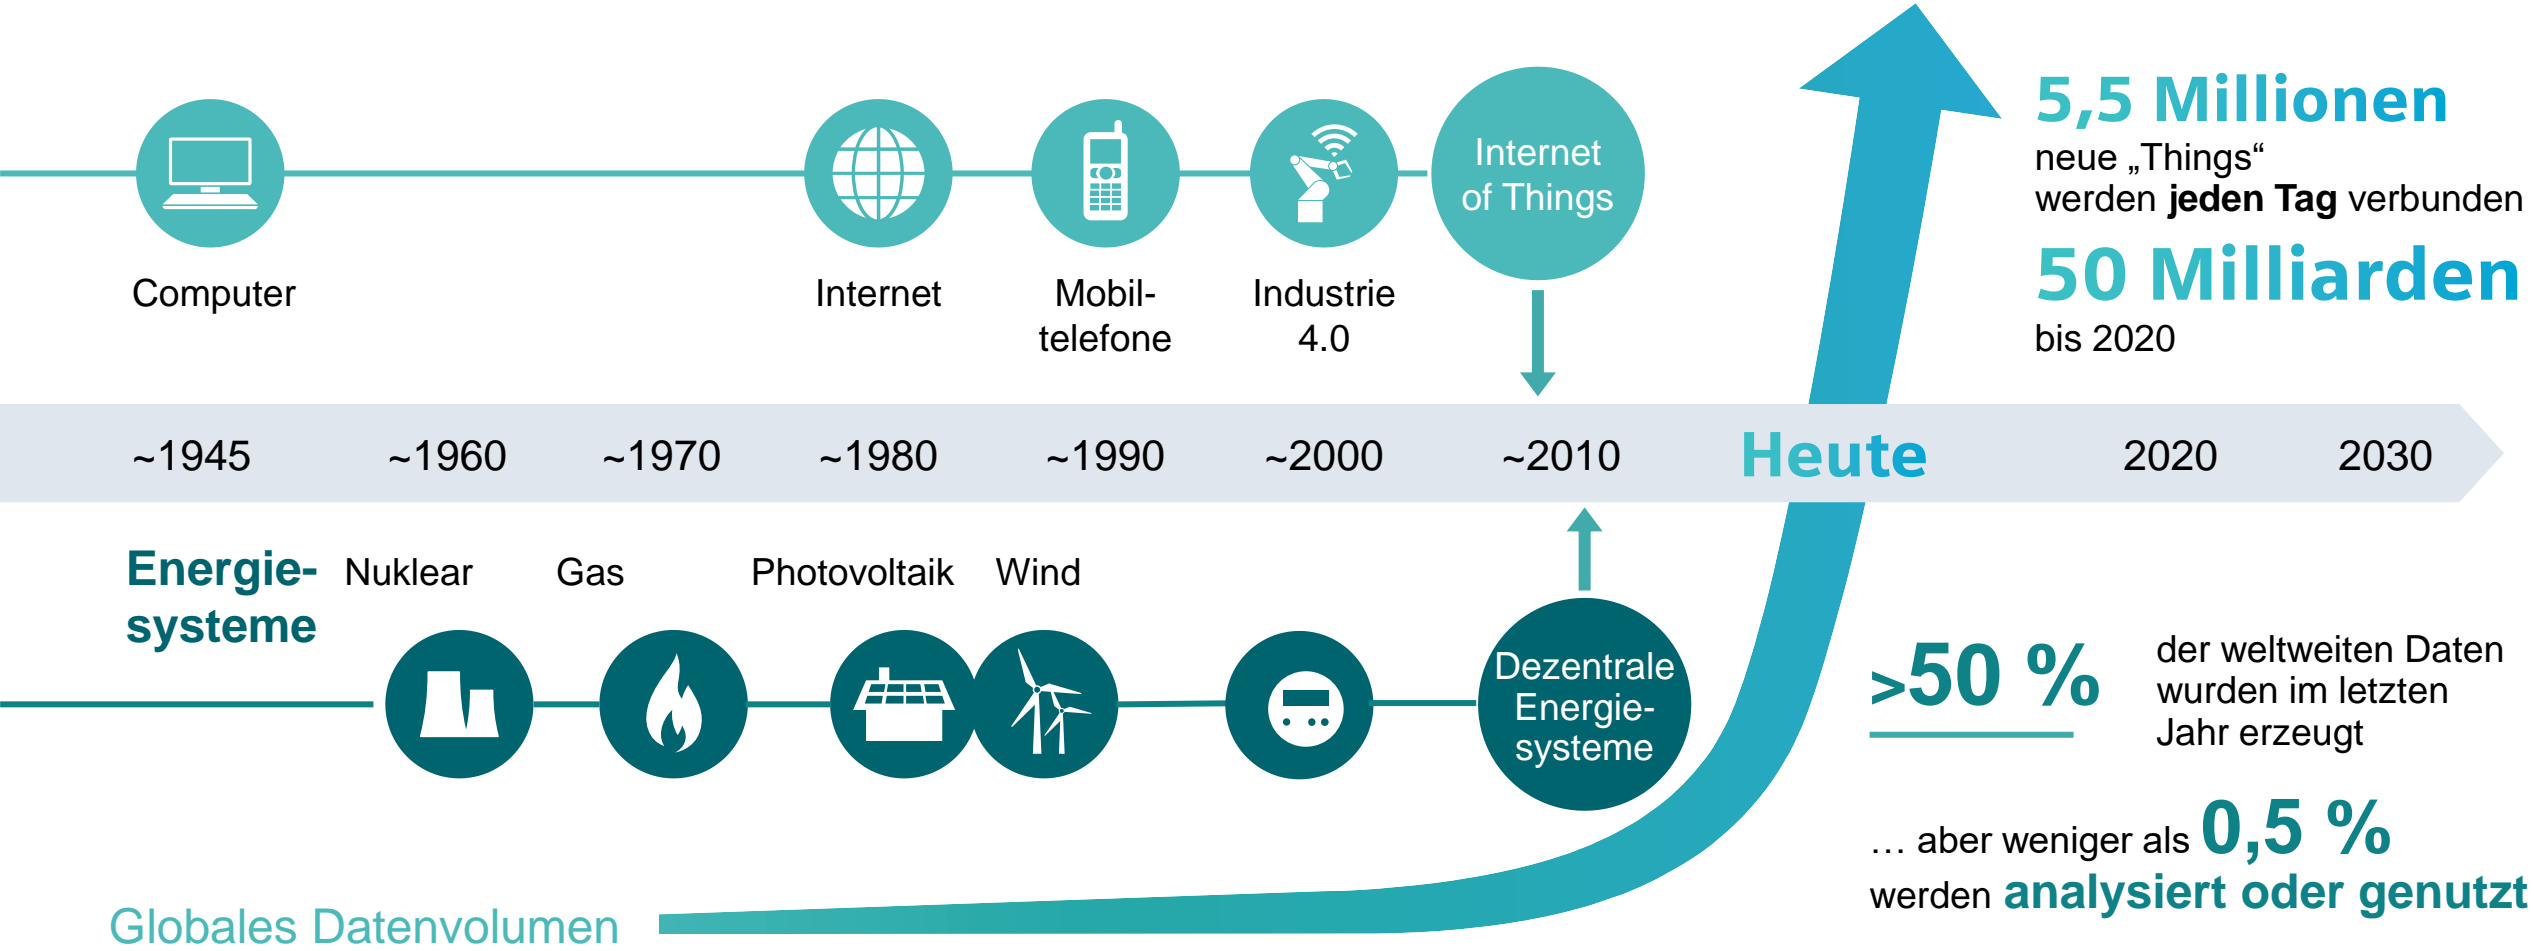 5,5 Millionen
neue „Things“
werden jeden Tag verbunden
50 Milliarden
bis 2020
Internet
of Things
Computer
Internet
Mobil-
telefone
Industrie
4.0
~1945
~1960
~1970
~1980
~1990
~2000
~2010
Heute
2020
2030
Energie-
systeme
Nuklear
Gas
Photovoltaik
Wind
Dezentrale
Energie-
systeme
>50 %
der weltweiten Daten
wurden im letzten
Jahr erzeugt
… aber weniger als 0,5 %
werden analysiert oder genutzt
Globales Datenvolumen